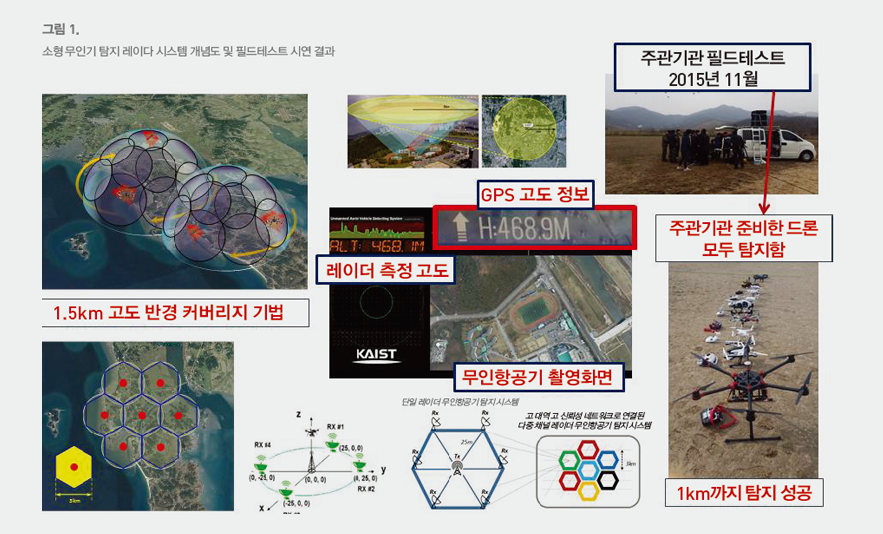 그림 1.
소형 무인기 탐지 레이다 시스템 개념도 및 필드테스트 시연 결과
주관기관 필드테스트
2015년 11월
GPS 고도 정보
Unmanned Aerial Vehicle Detecting System
H:468.9M
ALT: 468.1M
주관기관 준비한 드론
모두 탐지함
레이더 측정 고도
1.5km 고도 반경 커버리지 기법
KAIST
무인항공기 촬영화면
단일 레이더 무인항공기 탐지 시스템
고 대역 고 신뢰성 네트워크로 연결된
다중 채널 레이더 무인항공기 탐지 시스템
z
RX #1
(25, 0, 0)
RX #4
y
(0, -25, 0)
(0, 0, 0)
(0, 25, 0)
RX #2
(-25, 0, 0)
x
Rx
Rx
25m
Rx
Tx
Rx
Rx
Rx
3km
3km
1km까지 탐지 성공